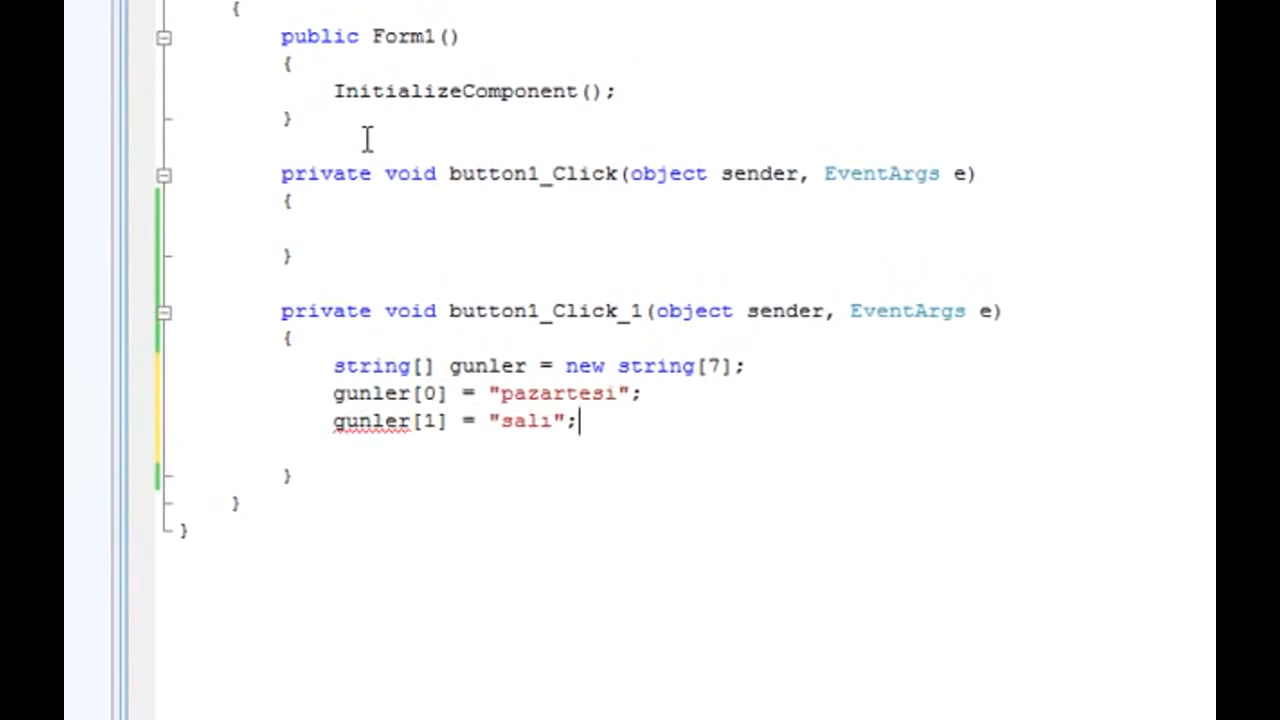 {
public Form1()
{
InitializeComponent();
}
private void button1_Click(object sender, EventArgs e)
{
}
private void button1_Click_1(object sender, EventArgs e)
{
string[] gunler = new string[7];
gunler[0] = "pazartesi";
gunler[1] = "salı";
}
}
}